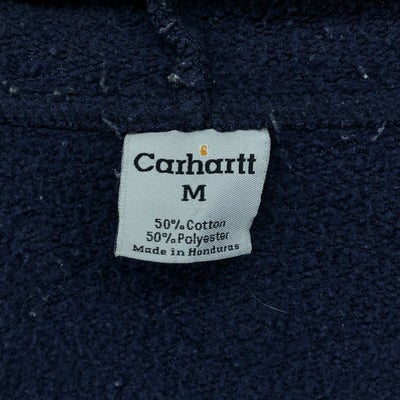 Carhartt
M
50% Cotton
50% Polyester
Made in Honduras